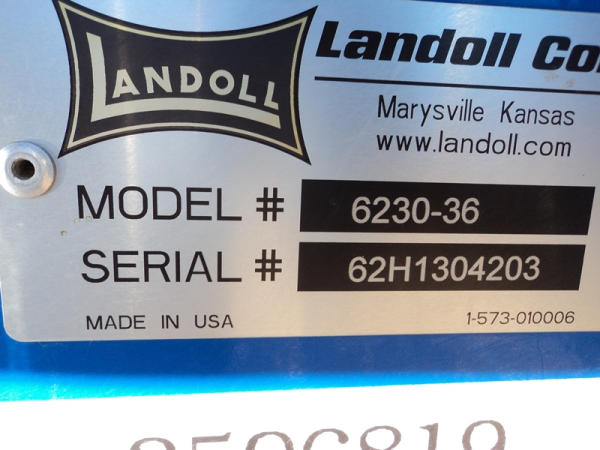 LANDOLL
Landoll Co
Marysville Kansas
www.landoll.com
MODEL # 6230-36
SERIAL # 62H1304203
MADE IN USA
1-573-010006